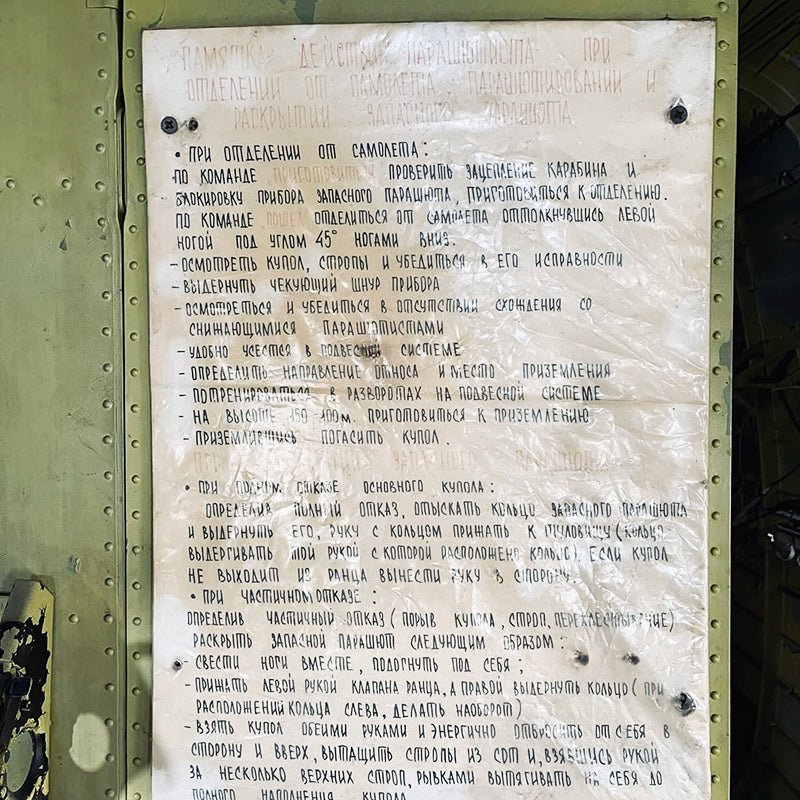 ПАМЯТКА ДЕЙСТВИЙ ПАРАШЮТИСТА ПРИ
ОТДЕЛЕНИИ ОТ САМОЛЕТА, ПАРАШЮТИРОВАНИИ И
РАСКРЫТИИ ЗАПАСНОГО ПАРАШЮТА
• ПРИ ОТДЕЛЕНИИ ОТ САМОЛЕТА:
ПО КОМАНДЕ ПРИГОТОВИТЬСЯ ПРОВЕРИТЬ ЗАЦЕПЛЕНИЕ КАРАБИНА И
БЛОКИРОВКУ ПРИБОРА ЗАПАСНОГО ПАРАШЮТА, ПРИГОТОВИТЬСЯ К ОТДЕЛЕНИЮ.
ПО КОМАНДЕ ПОШЕЛ ОТДЕЛИТЬСЯ ОТ САМОЛЕТА ОТТОЛКНУВШИСЬ ЛЕВОЙ
НОГОЙ ПОД УГЛОМ 45° НОГАМИ ВНИЗ.
- ОСМОТРЕТЬ КУПОЛ, СТРОПЫ И УБЕДИТЬСЯ В ЕГО ИСПРАВНОСТИ
- ВЫДЕРНУТЬ ЧЕКУЮЩИЙ ШНУР ПРИБОРА
- ОСМОТРЕТЬСЯ И УБЕДИТЬСЯ В ОТСУТСТВИИ СХОЖДЕНИЯ СО
СНИЖАЮЩИМИСЯ ПАРАШЮТИСТАМИ
- УДОБНО УСЕСТСЯ В ПОДВЕСНОЙ СИСТЕМЕ
- ОПРЕДЕЛИТЬ НАПРАВЛЕНИЕ ОТНОСА И МЕСТО ПРИЗЕМЛЕНИЯ
- ПОТРЕНИРОВАТЬСЯ В РАЗВОРОТАХ НА ПОДВЕСНОЙ СИСТЕМЕ
- НА ВЫСОТЕ 150-100м. ПРИГОТОВИТЬСЯ К ПРИЗЕМЛЕНИЮ
- ПРИЗЕМЛИВШИСЬ ПОГАСИТЬ КУПОЛ.
ПРИ ЗАПАСНОГО ПАРАШЮТА
• ПРИ ПОЛНОМ ОТКАЗЕ ОСНОВНОГО КУПОЛА:
ОПРЕДЕЛИВ ПОЛНЫЙ ОТКАЗ, ОТЫСКАТЬ КОЛЬЦО ЗАПАСНОГО ПАРАШЮТА
И ВЫДЕРНУТЬ ЕГО, РУКУ С КОЛЬЦОМ ПРИЖАТЬ К ТУЛОВИЩУ (КОЛЬЦО
ВЫДЕРГИВАТЬ ТОЙ РУКОЙ С КОТОРОЙ РАСПОЛОЖЕНО КОЛЬЦО). ЕСЛИ КУПОЛ
НЕ ВЫХОДИТ ИЗ РАНЦА ВЫНЕСТИ РУКУ В СТОРОНУ.
• ПРИ ЧАСТИЧНОМ ОТКАЗЕ:
ОПРЕДЕЛИВ ЧАСТИЧНЫЙ ОТКАЗ (ПОРЫВ КУПОЛА, СТРОП, ПЕРЕХЛЕСТЫВАНИЕ)
РАСКРЫТЬ ЗАПАСНОЙ ПАРАШЮТ СЛЕДУЮЩИМ ОБРАЗОМ:
- СВЕСТИ НОГИ ВМЕСТЕ, ПОДОГНУТЬ ПОД СЕБЯ;
- ПРИЖАТЬ ЛЕВОЙ РУКОЙ КЛАПАНА РАНЦА, А ПРАВОЙ ВЫДЕРНУТЬ КОЛЬЦО (ПРИ
РАСПОЛОЖЕНИЙ КОЛЬЦА СЛЕВА, ДЕЛАТЬ НАОБОРОТ)
- ВЗЯТЬ КУПОЛ ОБЕИМИ РУКАМИ И ЭНЕРГИЧНО ОТБРОСИТЬ ОТ СЕБЯ В
СТОРОНУ И ВВЕРХ, ВЫТАЩИТЬ СТРОПЫ ИЗ СОТ И, ВЗЯВШИСЬ РУКОЙ
ЗА НЕСКОЛЬКО ВЕРХНИХ СТРОП, РЫВКАМИ ВЫТЯГИВАТЬ НА СЕБЯ ДО
ПОЛНОГО НАПОЛНЕНИЯ КУПОЛА